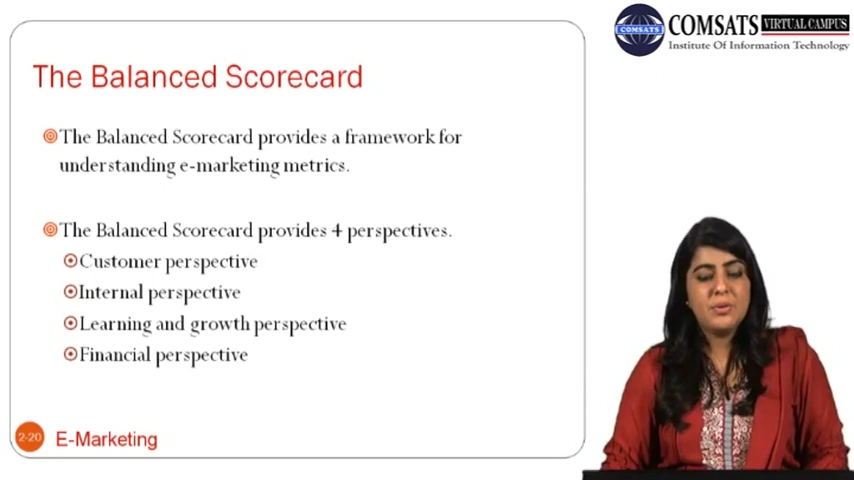 COMSATS VIRTUAL CAMPUS
COMSATS
Institute Of Information Technology
The Balanced Scorecard
The Balanced Scorecard provides a framework for
understanding e-marketing metrics.
The Balanced Scorecard provides 4 perspectives.
Customer perspective
Internal perspective
Learning and growth perspective
Financial perspective
2-20 E-Marketing